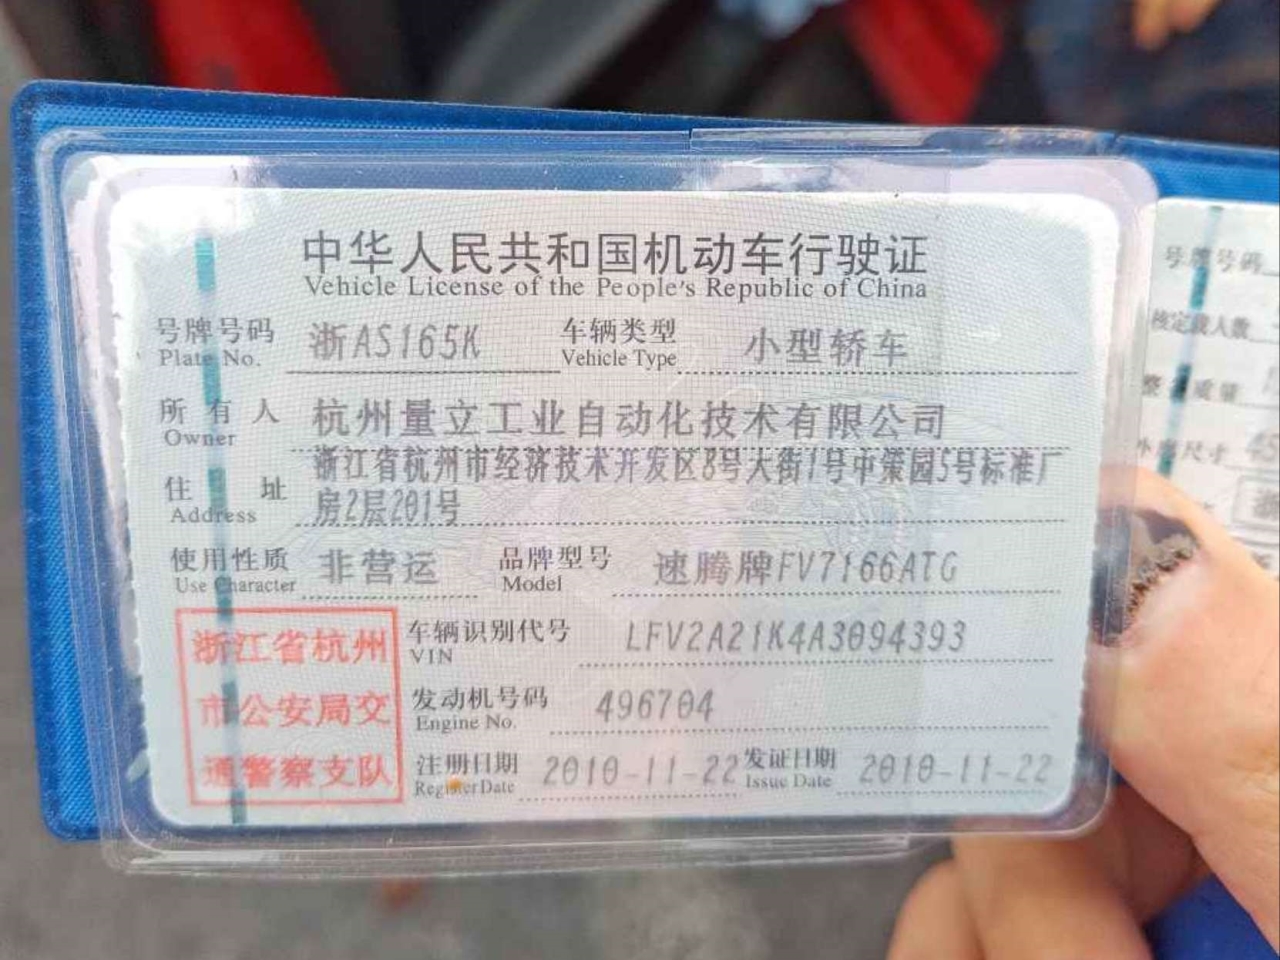 中华人民共和国机动车行驶证
Vehicle License of the People's Republic of China
号牌号码 浙AS165K 车辆类型 小型轿车
Plate No. Vehicle Type
所有人 杭州量立工业自动化技术有限公司
Owner
浙江省杭州市经济技术开发区8号大街1号中策园5号标准厂
住址 房2层201号
Address
使用性质 非营运 品牌型号 速腾牌FV7166ATG
Use Character Model
浙江省杭州
市公安局交
通警察支队
车辆识别代号 LFV2A21K4A3094393
VIN
发动机号码 496704
Engine No.
注册日期 2010-11-22 发证日期 2010-11-22
Register Date Issue Date
号牌号码
核定载人数
整备质量
外廓尺寸